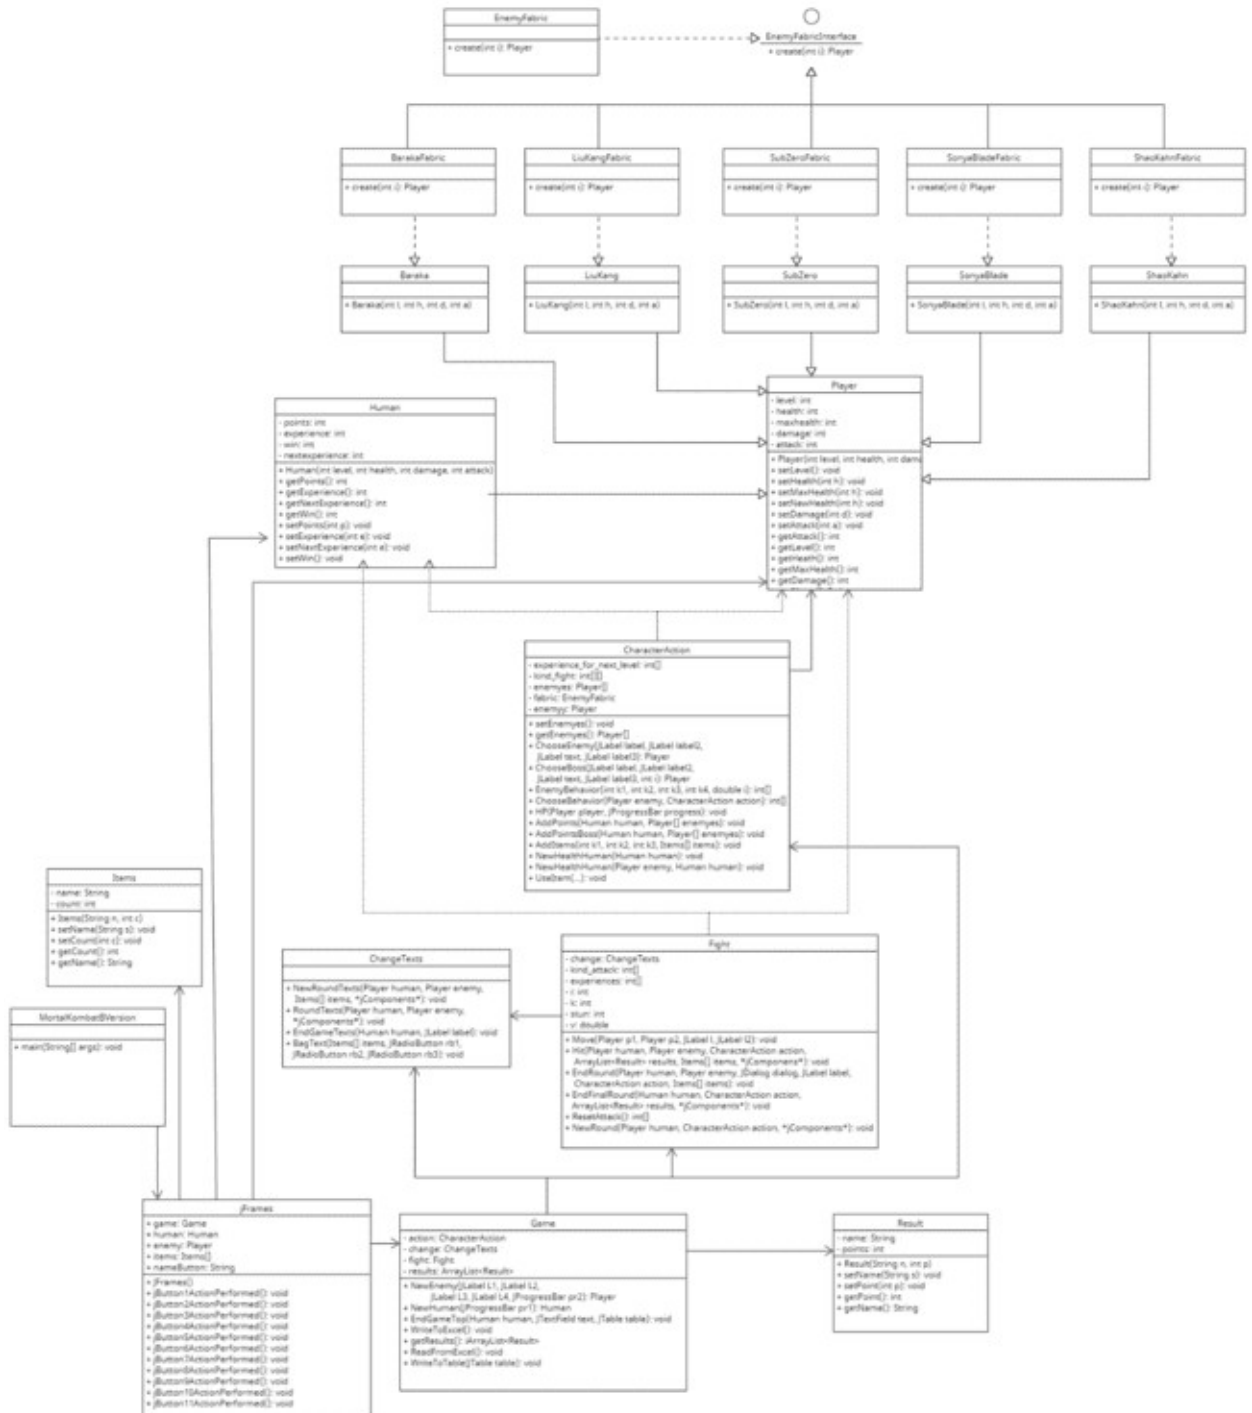 EnemyFabric
+ create(int i): Player
EnemyFabricInterface
+ create(int i): Player
BarakaFabric
+ create(int i): Player
LiuKangFabric
+ create(int i): Player
SubZeroFabric
+ create(int i): Player
SonyaBladeFabric
+ create(int i): Player
ShaoKahnFabric
+ create(int i): Player
Baraka
+ Baraka(int l, int h, int d, int a)
LiuKang
+ LiuKang(int l, int h, int d, int a)
SubZero
+ SubZero(int l, int h, int d, int a)
SonyaBlade
+ SonyaBlade(int l, int h, int d, int a)
ShaoKahn
+ ShaoKahn(int l, int h, int d, int a)
Player
- level: int
- health: int
- maxhealth: int
- damage: int
- attack: int
+ Player(int level, int health, int dama
+ setLevel(): void
+ setHealth(int h): void
+ setMaxHealth(int h): void
+ setNewHealth(int h): void
+ setDamage(int d): void
+ setAttack(int a): void
+ getAttack(): int
+ getLevel(): int
+ getHealth(): int
+ getMaxHealth(): int
+ getDamage(): int
Human
- points: int
- experience: int
- win: int
- nextexperience: int
+ Human(int level, int health, int damage, int attack)
+ getPoints(): int
+ getExperience(): int
+ getNextExperience(): int
+ getWin(): int
+ setPoints(int p): void
+ setExperience(int e): void
+ setNextExperience(int e): void
+ setWin(): void
CharacterAction
- experience_for_next_level: int[]
- kind_fight: int[][]
- enemyes: Player[]
- fabric: EnemyFabric
- enemyy: Player
+ setEnemyes(): void
+ getEnemyes(): Player[]
+ ChooseEnemy(JLabel label, JLabel label2,
JLabel text, JLabel label3): Player
+ ChooseBoss(JLabel label, JLabel label2,
JLabel text, JLabel label3, int i): Player
+ EnemyBehavior(int k1, int k2, int k3, int k4, double i): int[]
+ ChooseBehavior(Player enemy, CharacterAction action): int[]
+ HP(Player player, JProgressBar progress): void
+ AddPoints(Human human, Player[] enemyes): void
+ AddPointsBoss(Human human, Player[] enemyes): void
+ AddItems(int k1, int k2, int k3, Items[] items): void
+ NewHealthHuman(Human human): void
+ NewHealthHuman(Player enemy, Human human): void
+ UseItem(...): void
Items
- name: String
- count: int
+ Items(String n, int c)
+ setName(String s): void
+ setCount(int c): void
+ getCount(): int
+ getName(): String
ChangeTexts
+ NewRoundTexts(Player human, Player enemy,
Items[] items, *jComponents*): void
+ RoundTexts(Player human, Player enemy,
*jComponents*): void
+ EndGameTexts(Human human, JLabel label): void
+ BagText(Items[] items, JRadioButton rb1,
JRadioButton rb2, JRadioButton rb3): void
Fight
- change: ChangeTexts
- kind_attack: int[]
- experiences: int[]
- i: int
- k: int
- stun: int
- v: double
+ Move(Player p1, Player p2, JLabel l, JLabel l2): void
+ Hit(Player human, Player enemy, CharacterAction action,
ArrayList<Result> results, Items[] items, *jComponens*): void
+ EndRound(Player human, Player enemy, JDialog dialog, JLabel label,
CharacterAction action, Items[] items): void
+ EndFinalRound(Human human, CharacterAction action,
ArrayList<Result> results, *jComponents*): void
+ ResetAttack(): int[]
+ NewRound(Player human, CharacterAction action, *jComponents*): void
MortalKombatBVersion
+ main(String[] args): void
jFrames
+ game: Game
+ human: Human
+ enemy: Player
+ items: Items[]
+ nameButton: String
+ jFrames()
+ jButton1ActionPerformed(): void
+ jButton2ActionPerformed(): void
+ jButton3ActionPerformed(): void
+ jButton4ActionPerformed(): void
+ jButton5ActionPerformed(): void
+ jButton6ActionPerformed(): void
+ jButton7ActionPerformed(): void
+ jButton8ActionPerformed(): void
+ jButton9ActionPerformed(): void
+ jButton10ActionPerformed(): void
+ jButton11ActionPerformed(): void
Game
- action: CharacterAction
- change: ChangeTexts
- fight: Fight
- results: ArrayList<Result>
+ NewEnemy(JLabel L1, JLabel L2,
JLabel L3, JLabel L4, JProgressBar pr2): Player
+ NewHuman(JProgressBar pr1): Human
+ EndGameTop(Human human, JTextField text, JTable table): void
+ WriteToExcel(): void
+ getResults(): iArrayList<Result>
+ ReadFromExcel(): void
+ WriteToTable(JTable table): void
Result
- name: String
- points: int
+ Result(String n, int p)
+ setName(String s): void
+ setPoint(int p): void
+ getPoint(): int
+ getName(): String